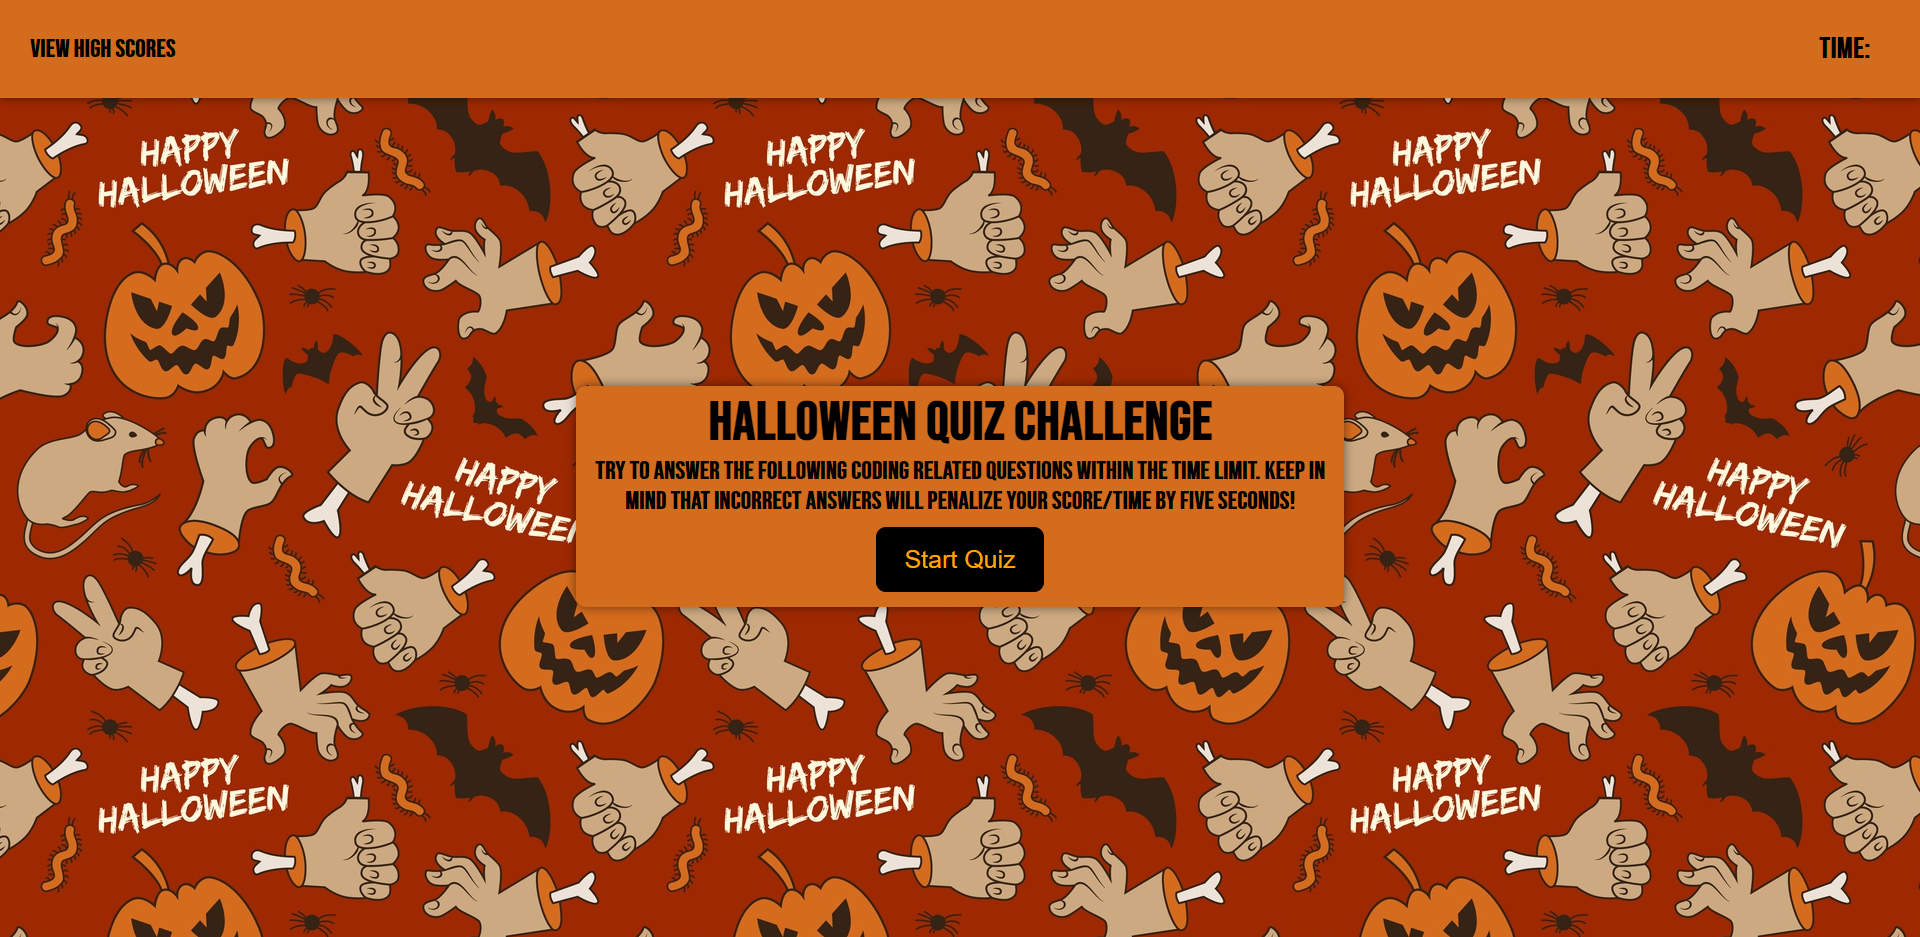 VIEW HIGH SCORES
TIME:
HAPPY
HALLOWEEN
HAPPY
HALLOWEEN
HAPPY
HALLOWEEN
HALLOWEEN QUIZ CHALLENGE
TRY TO ANSWER THE FOLLOWING CODING RELATED QUESTIONS WITHIN THE TIME LIMIT. KEEP IN
MIND THAT INCORRECT ANSWERS WILL PENALIZE YOUR SCORE/TIME BY FIVE SECONDS!
Start Quiz
HAPPY
HALLOWEEN
HAPPY
HALLOWEEN
HAPPY
HALLOWEEN
HAPPY
HALLOWEEN
HAPPY
HALLOWEEN